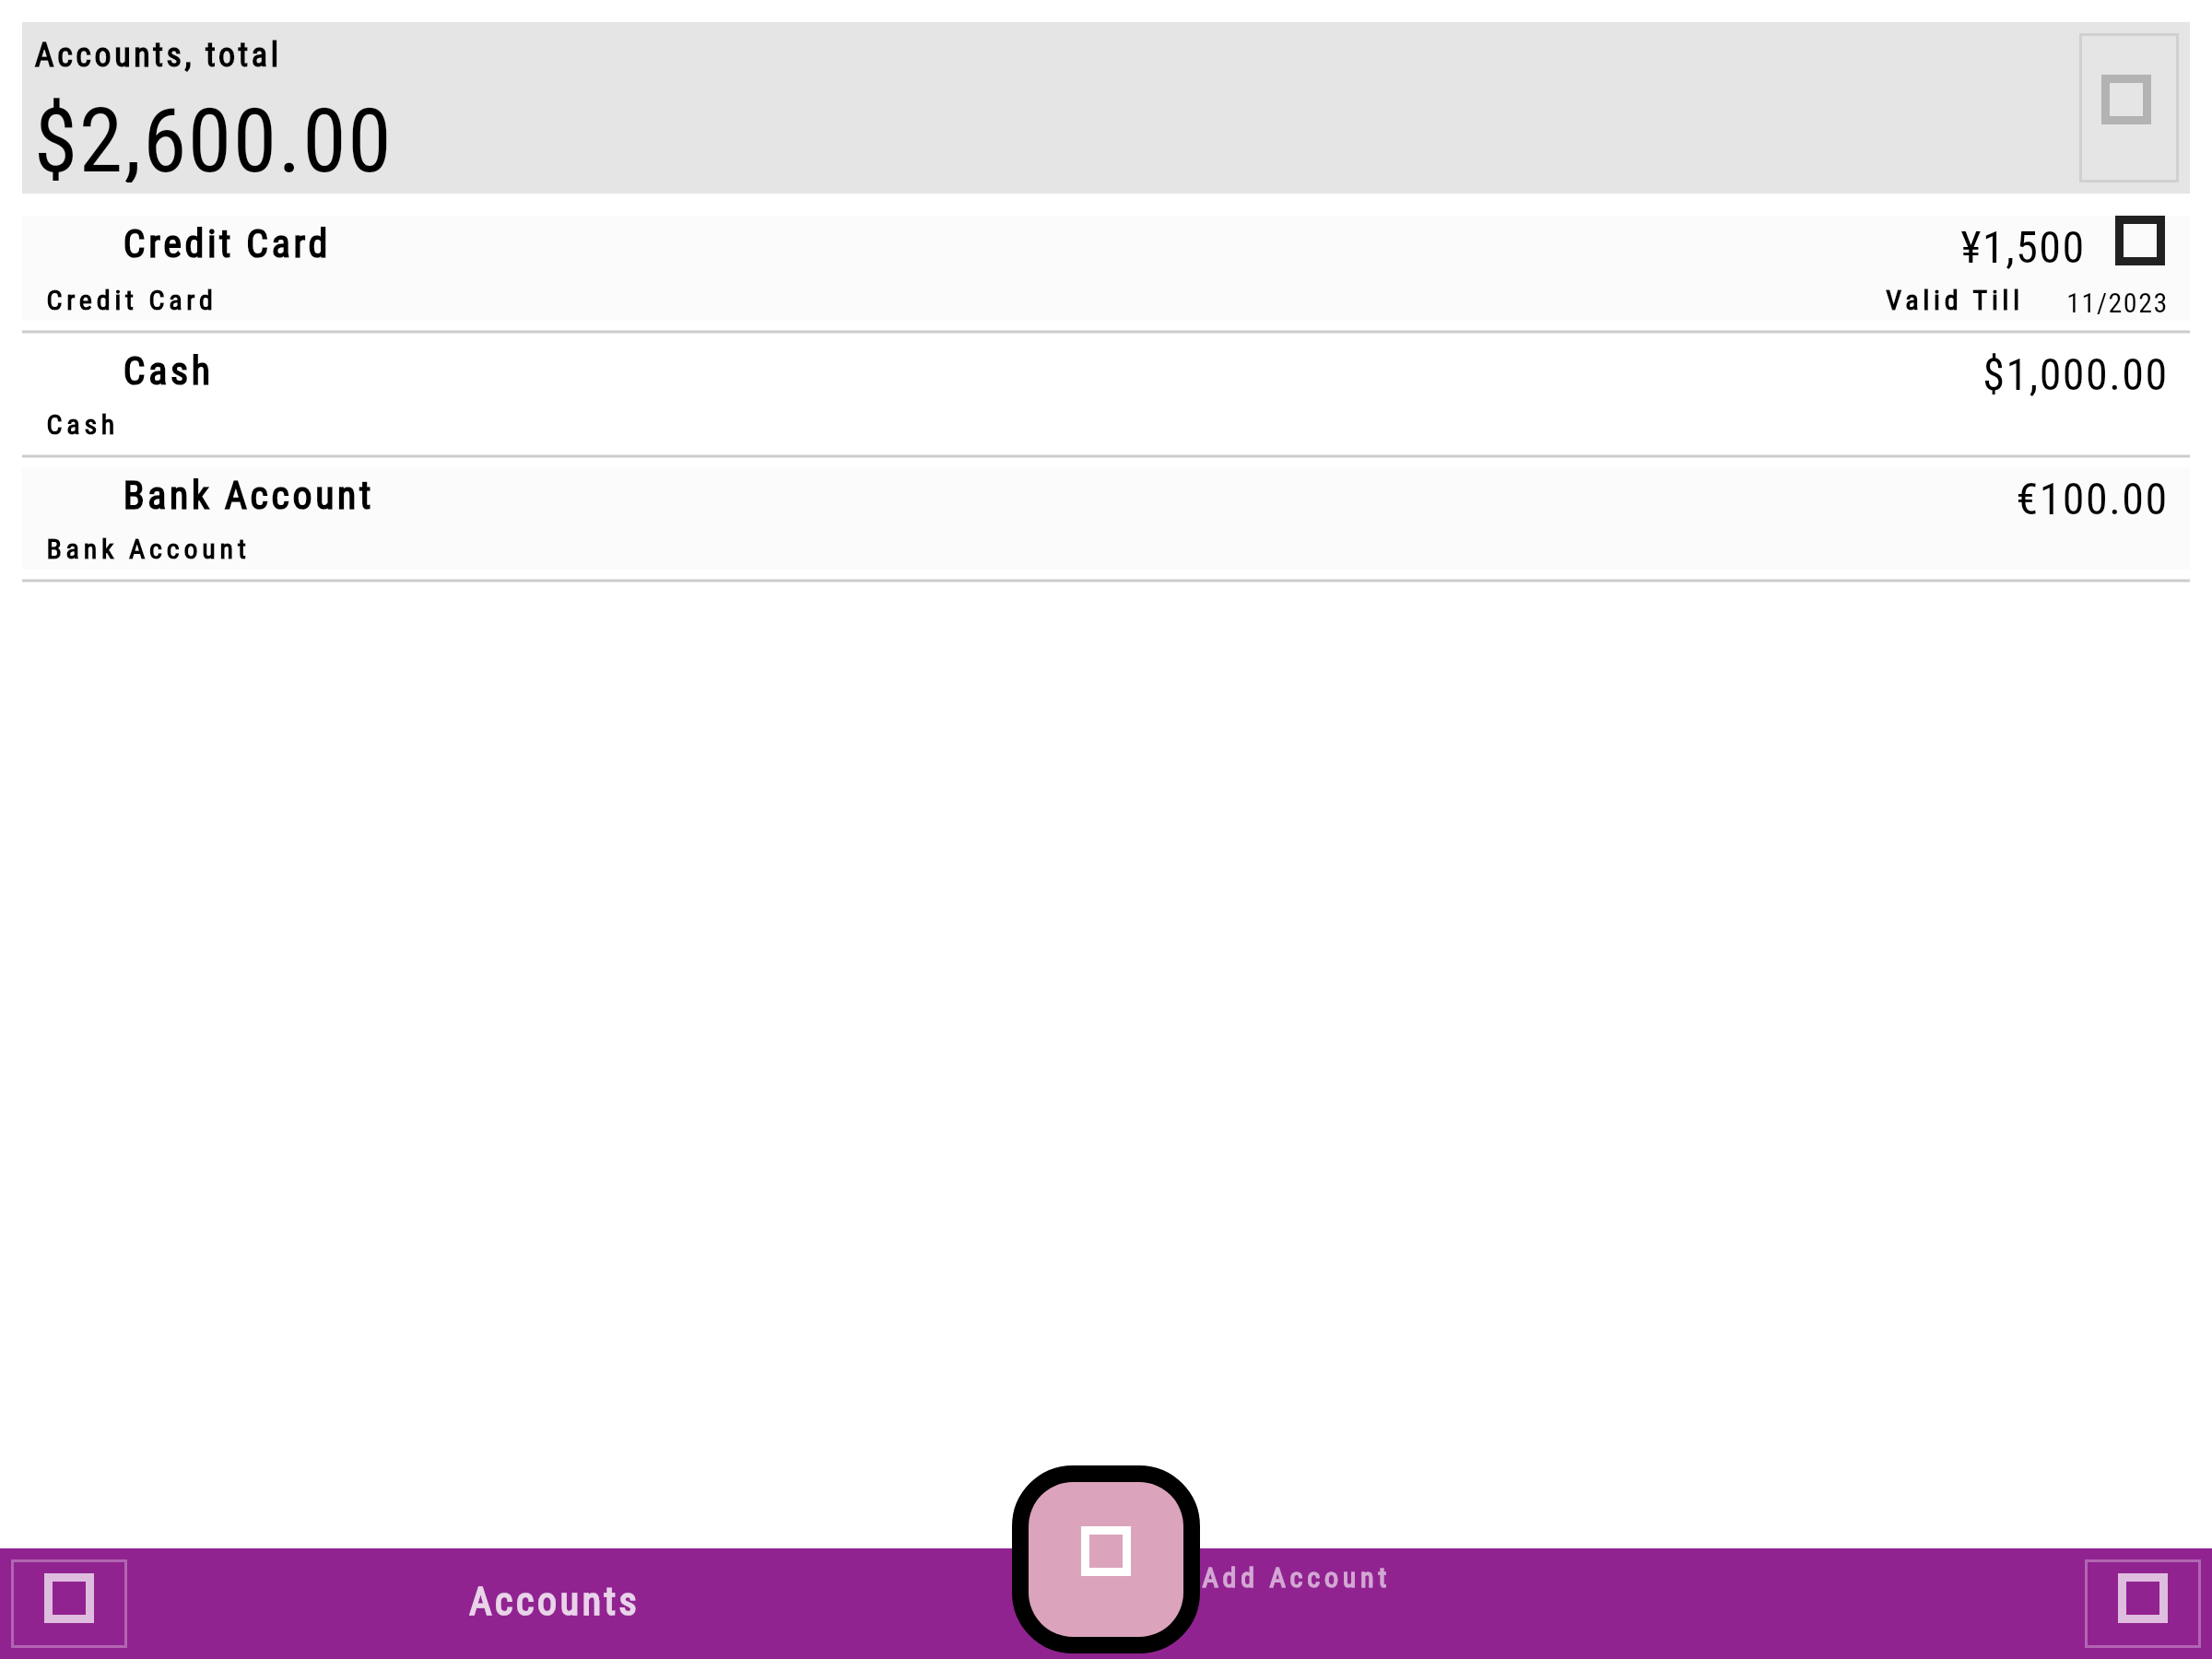 Accounts, total
$2,600.00
Credit Card ¥1,500
Credit Card Valid Till 11/2023
Cash $1,000.00
Cash
Bank Account €100.00
Bank Account
Accounts Add Account